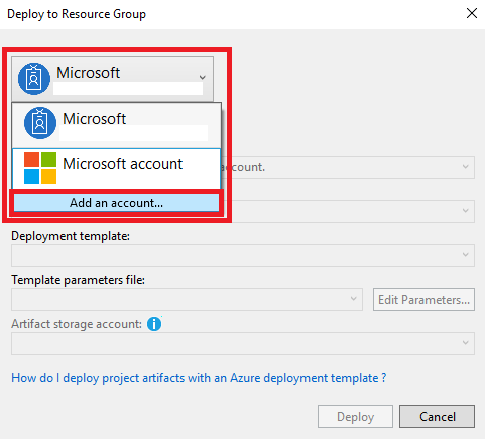 Deploy to Resource Group
Microsoft
Microsoft
Microsoft account
account.
Add an account...
Deployment template:
Template parameters file:
Edit Parameters...
Artifact storage account:
How do I deploy project artifacts with an Azure deployment template ?
Deploy
Cancel